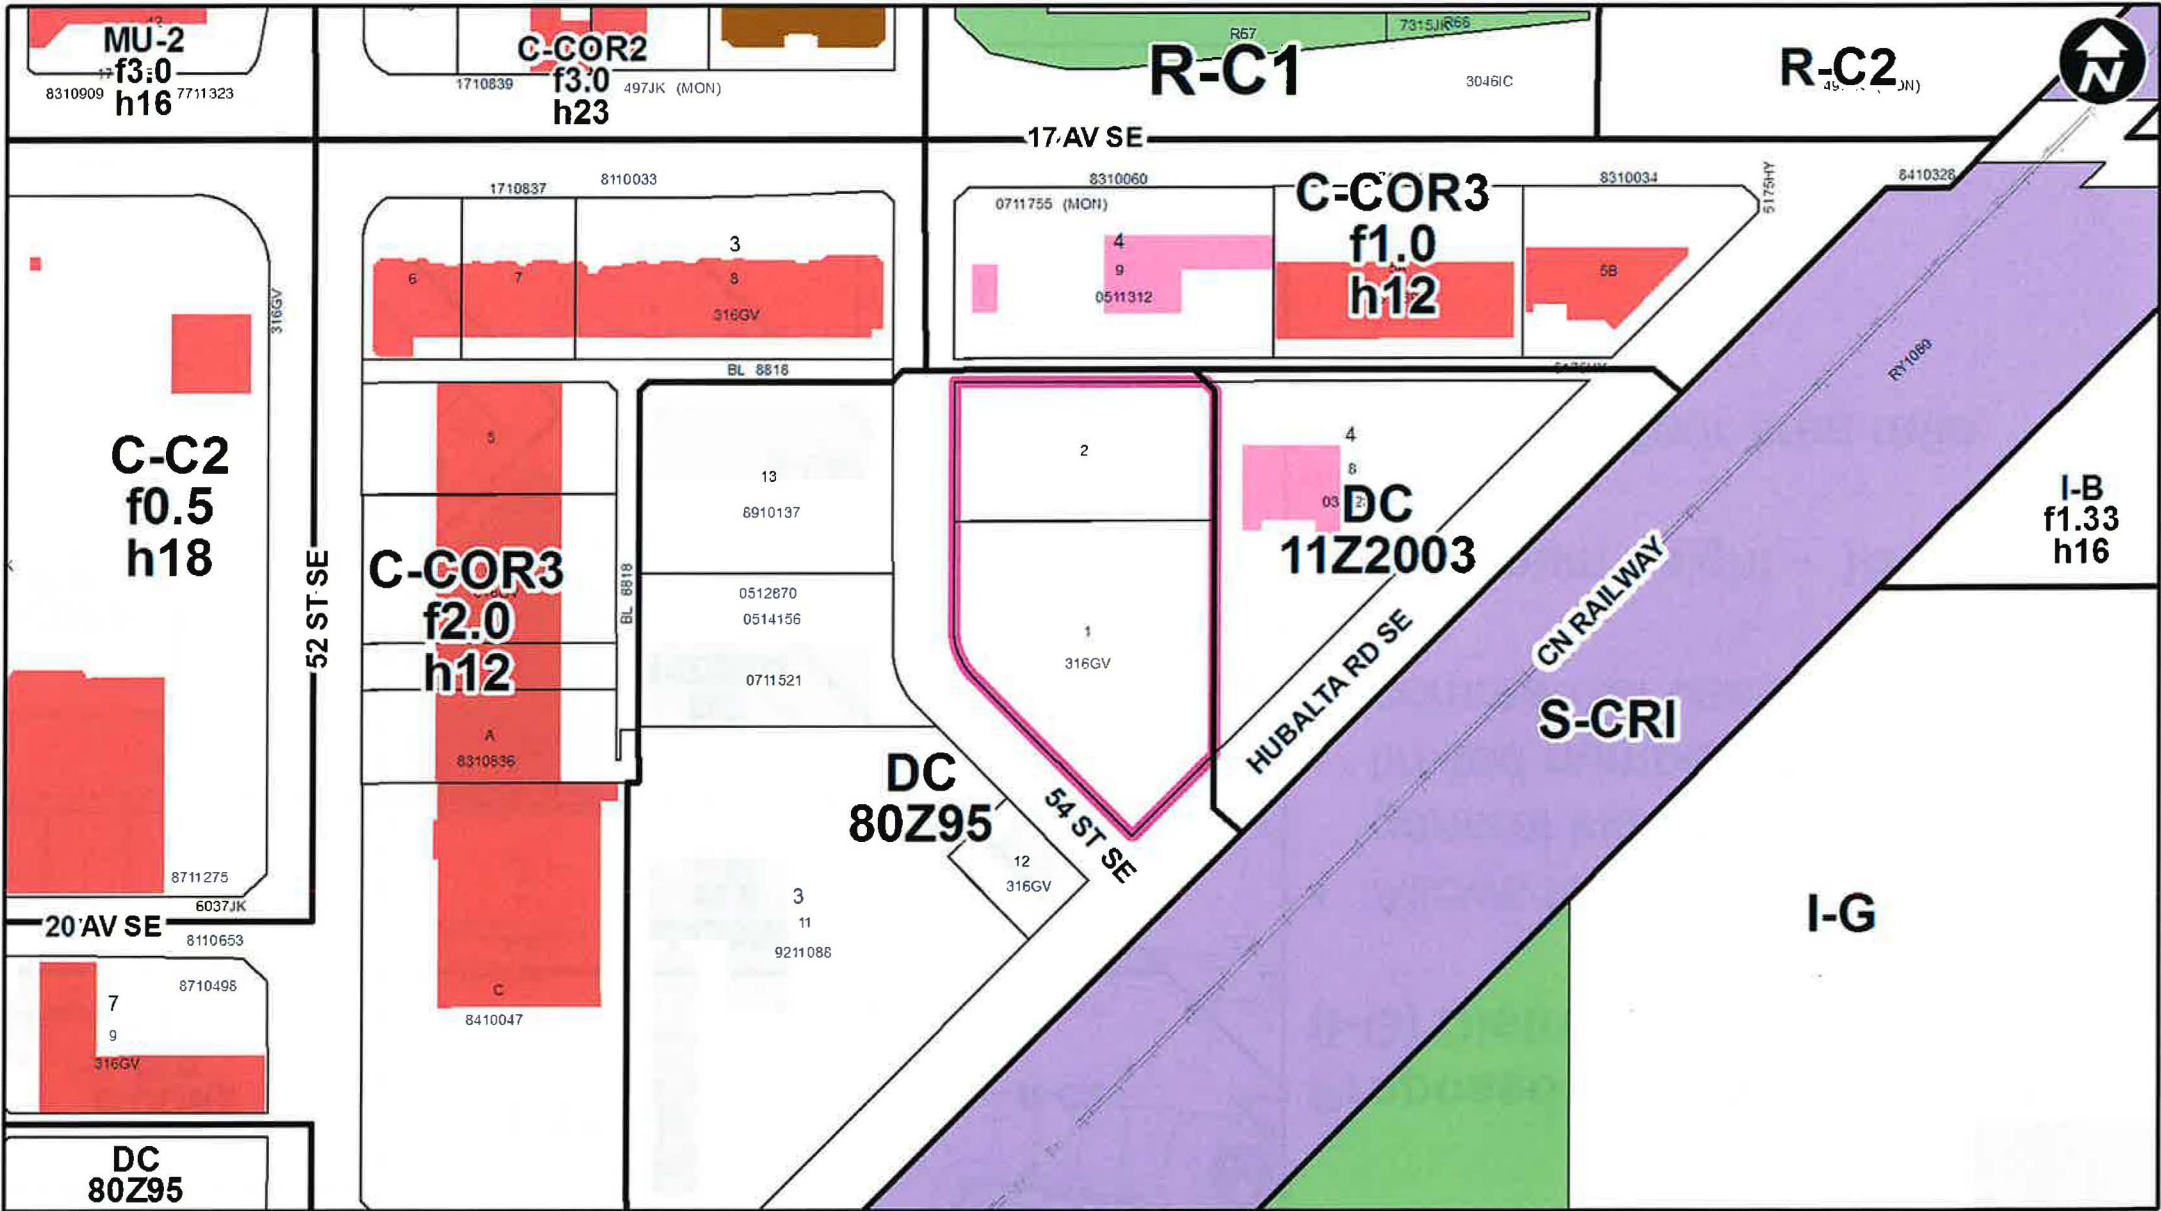 MU-2
f3.0
h16
8310909
7711323
C-COR2
f3.0
h23
1710839
497JK (MON)
R67
7315JK
R66
R-C1
3046IC
R-C2
N
17 AV SE
1710837
8110033
8310060
0711755 (MON)
C-COR3
f1.0
h12
8310034
5175HY
8410328
316GV
3
6
7
8
316GV
4
9
0511312
5B
RY1080
BL 8818
C-C2
f0.5
h18
52 ST SE
5
C-COR3
f2.0
h12
BL 8818
13
8910137
0512870
0514156
0711521
2
1
316GV
4
8
DC
11Z2003
I-B
f1.33
h16
CN RAILWAY
HUBALTA RD SE
S-CRI
A
8310836
DC
80Z95
54 ST SE
12
316GV
8711275
6037JK
20 AV SE
8110653
3
11
9211088
I-G
8710498
7
9
316GV
C
8410047
DC
80Z95